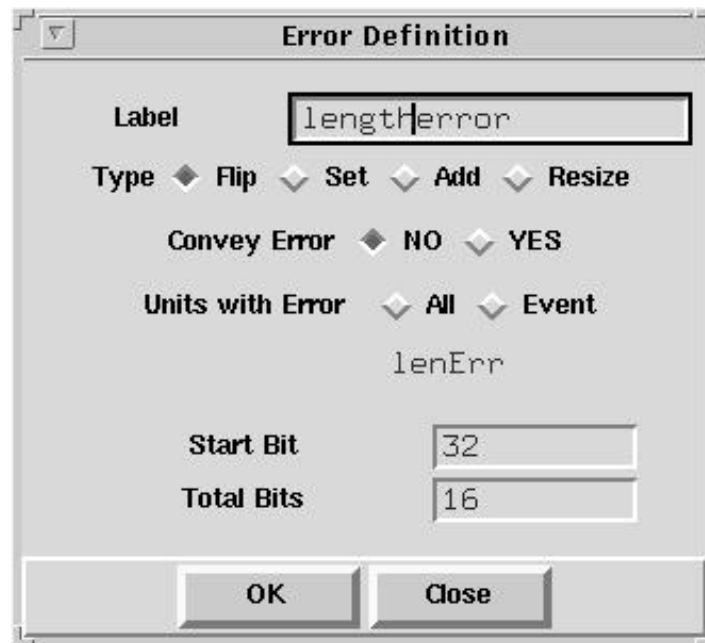 Error Definition
Label lengtherror
Type Flip Set Add Resize
Convey Error NO YES
Units with Error All Event
lenErr
Start Bit 32
Total Bits 16
OK Close